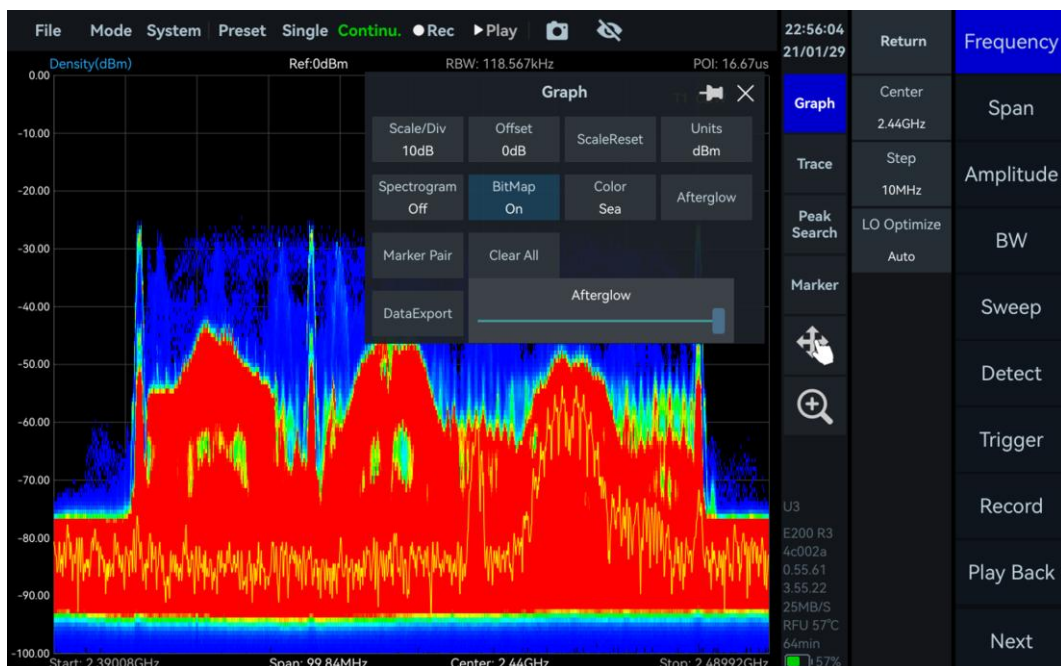 File Mode System Preset Single Continu. Rec Play
22:56:04
21/01/29
Density(dBm) Ref:0dBm RBW: 118.567kHz POI: 16.67us
0.00
-10.00
-20.00
-30.00
-40.00
-50.00
-60.00
-70.00
-80.00
-90.00
-100.00
Start: 2.39008GHz Span: 99.84MHz Center: 2.44GHz Stop: 2.48992GHz
Graph
Scale/Div
10dB
Offset
0dB
ScaleReset
Units
dBm
Spectrogram
Off
BitMap
On
Color
Sea
Afterglow
Marker Pair
Clear All
DataExport
Afterglow
Graph
Trace
Peak
Search
Marker
U3
E200 R3
4c002a
0.55.61
3.55.22
25MB/S
RFU 57℃
64min
57%
Return
Center
2.44GHz
Step
10MHz
LO Optimize
Auto
Frequency
Span
Amplitude
BW
Sweep
Detect
Trigger
Record
Play Back
Next